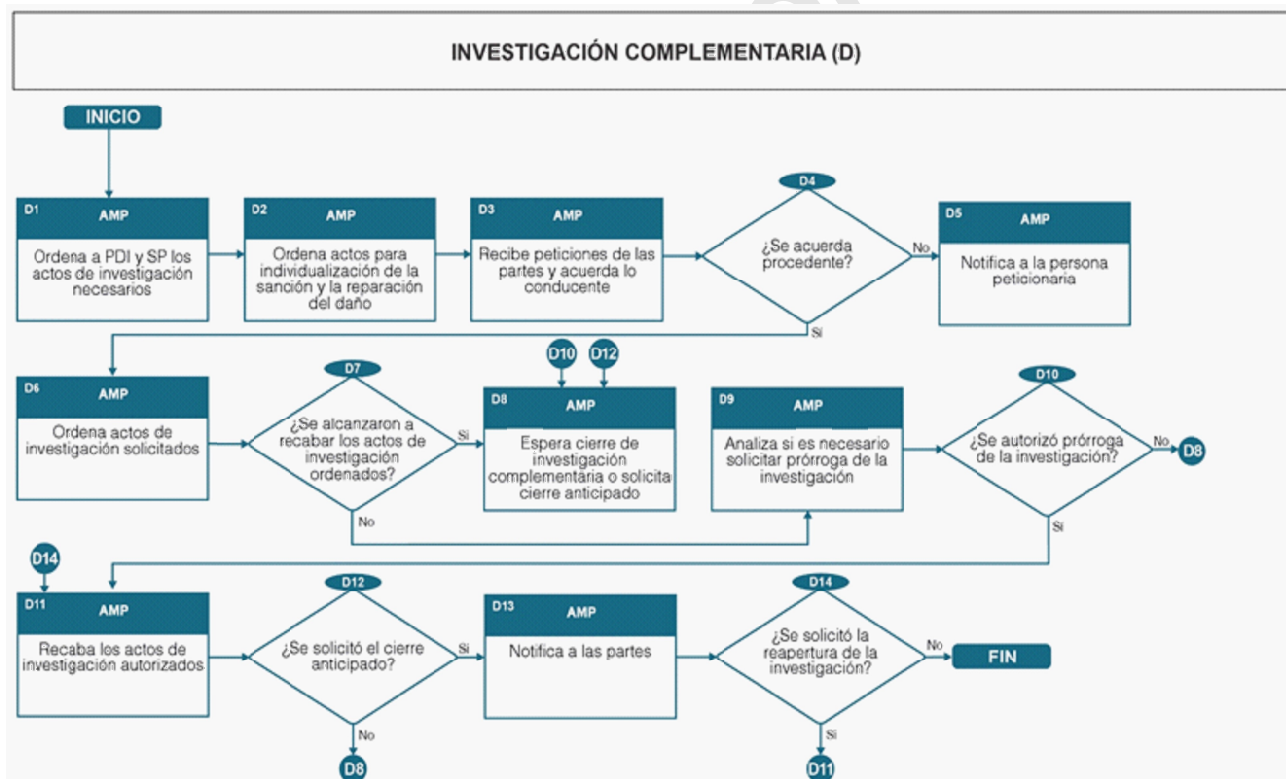 INVESTIGACIÓN COMPLEMENTARIA (D)
INICIO
D1
AMP
Ordena a PDI y SP los
actos de investigación
necesarios
D2
AMP
Ordena actos para
individualización de la
sanción y la reparación
del daño
D3
AMP
Recibe peticiones de las
partes y acuerda lo
conducente
D4
¿Se acuerda
procedente?
No
Sí
D5
AMP
Notifica a la persona
peticionaria
D6
AMP
Ordena actos de
investigación solicitados
D7
¿Se alcanzaron a
recabar los actos de
investigación
ordenados?
Sí
No
D10
D12
D8
AMP
Espera cierre de
investigación
complementaria o solicita
cierre anticipado
D9
AMP
Analiza si es necesario
solicitar prórroga de la
investigación
D10
¿Se autorizó prórroga
de la investigación?
No
D8
Sí
D14
D11
AMP
Recaba los actos de
investigación autorizados
D12
¿Se solicitó el cierre
anticipado?
Sí
No
D8
D13
AMP
Notifica a las partes
D14
¿Se solicitó la
reapertura de la
investigación?
No
FIN
Sí
D11